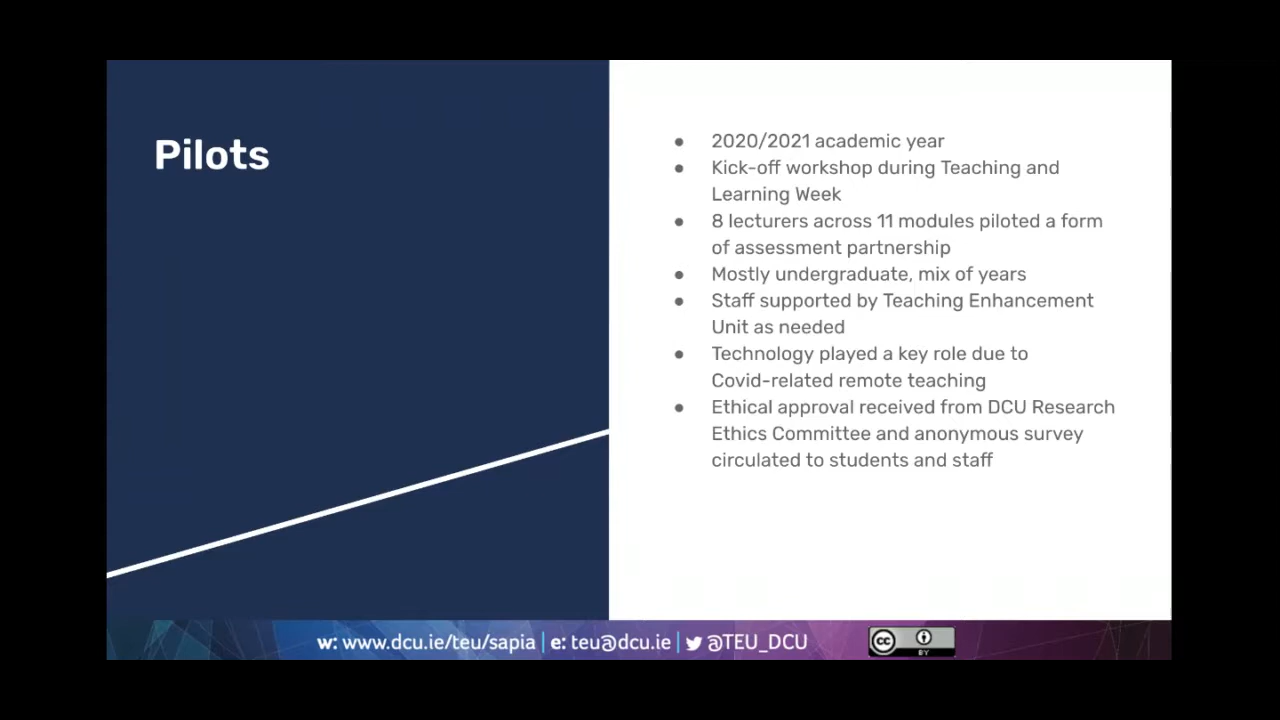 Pilots
● 2020/2021 academic year
● Kick-off workshop during Teaching and
Learning Week
● 8 lecturers across 11 modules piloted a form
of assessment partnership
● Mostly undergraduate, mix of years
● Staff supported by Teaching Enhancement
Unit as needed
● Technology played a key role due to
Covid-related remote teaching
● Ethical approval received from DCU Research
Ethics Committee and anonymous survey
circulated to students and staff
w: www.dcu.ie/teu/sapia | e: teu@dcu.ie | @TEU_DCU
cc BY